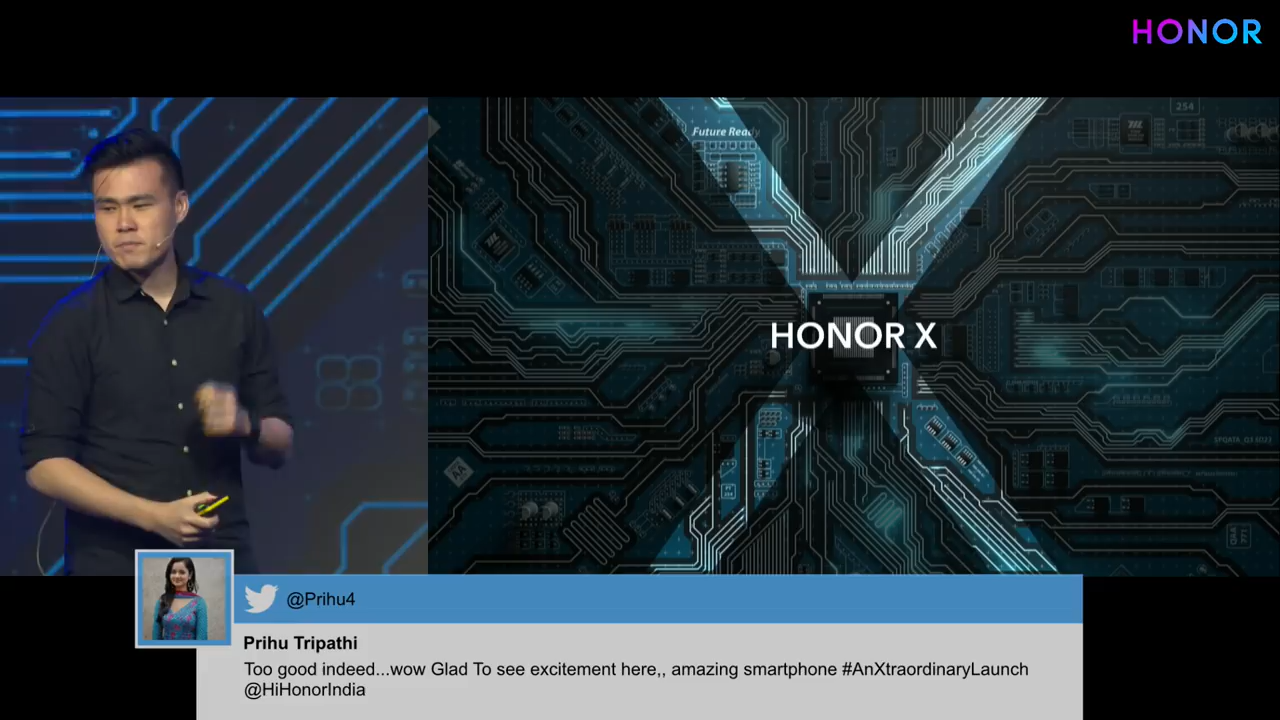 HONOR
254
Future Ready
HONOR X
AA
@Prihu4
Prihu Tripathi
Too good indeed...wow Glad To see excitement here,, amazing smartphone #AnXtraordinaryLaunch
@HiHonorIndia